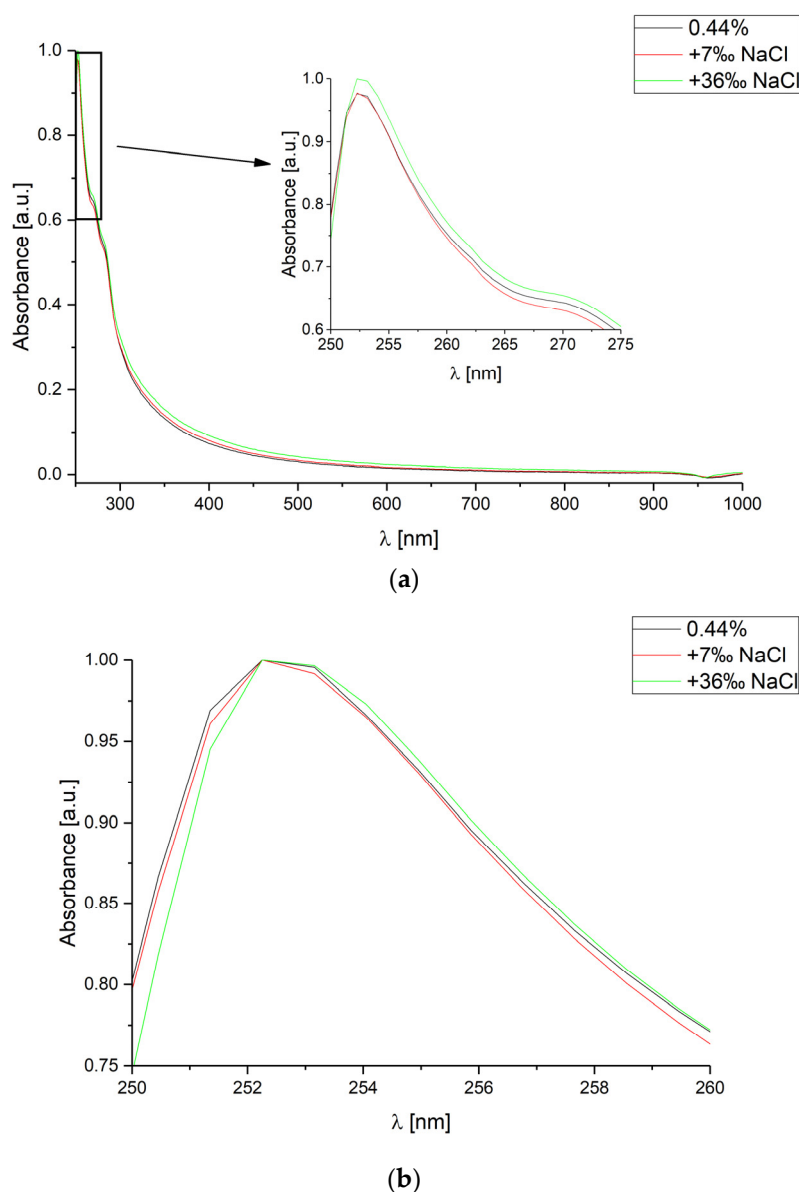 0.44%
+7‰ NaCl
+36‰ NaCl
1.0
0.8
0.6
0.4
0.2
0.0
Absorbance [a.u.]
300 400 500 600 700 800 900 1000
λ [nm]
1.0
0.9
0.8
0.7
0.6
Absorbance [a.u.]
250 255 260 265 270 275
λ [nm]
(a)
0.44%
+7‰ NaCl
+36‰ NaCl
1.00
0.95
0.90
0.85
0.80
0.75
Absorbance [a.u.]
250 252 254 256 258 260
λ [nm]
(b)